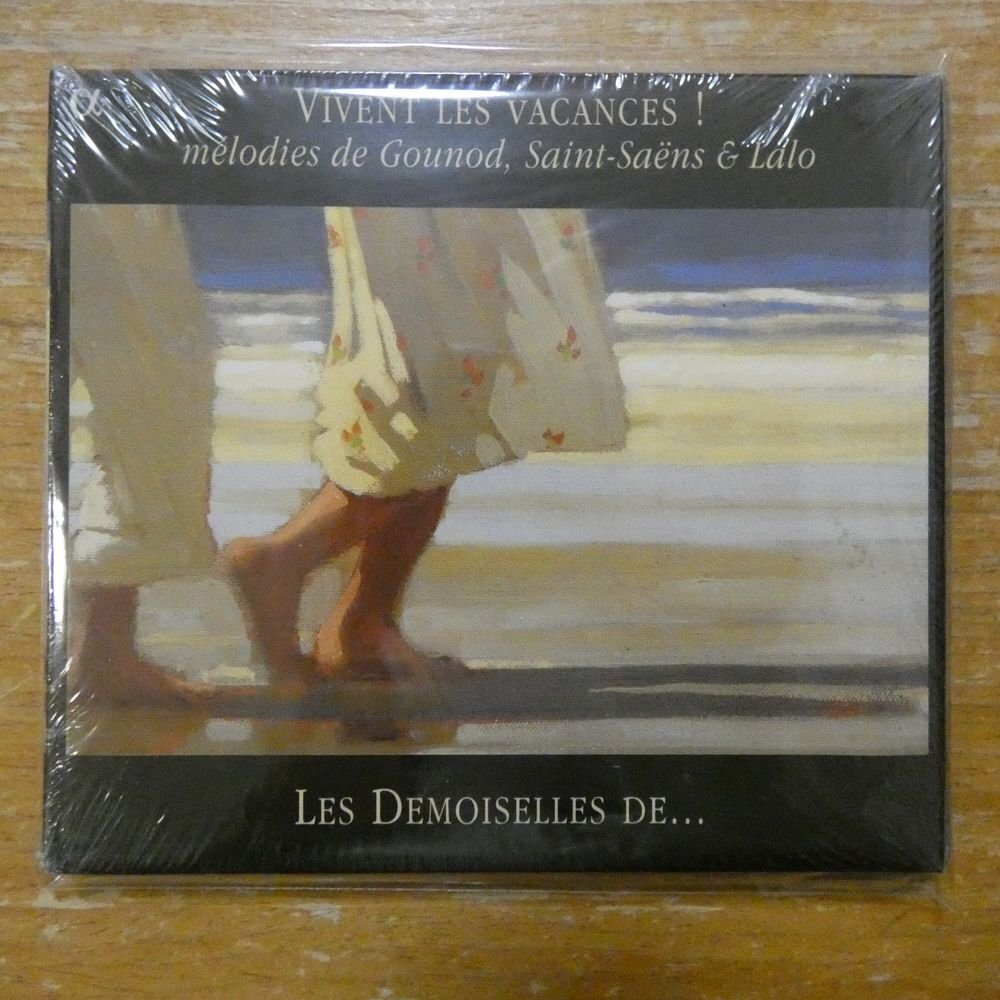 α
VIVENT LES VACANCES !
mélodies de Gounod, Saint-Saëns & Lalo
LES DEMOISELLES DE...